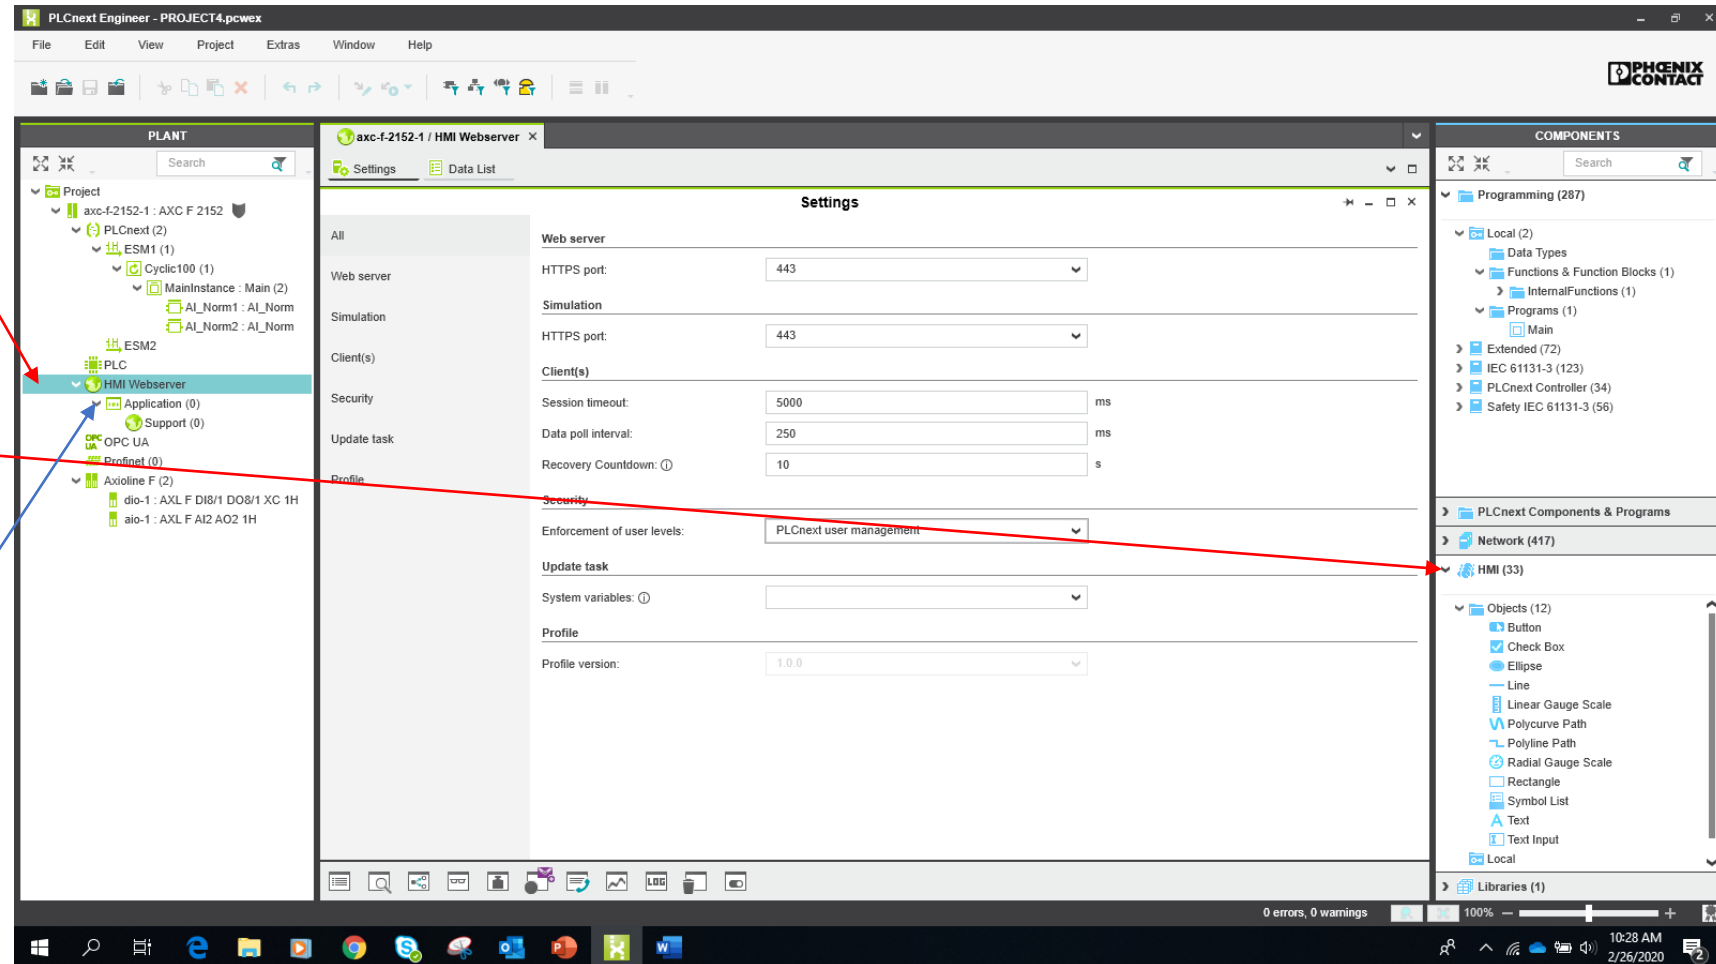 PLCnext Engineer - PROJECT4.pcwex
File Edit View Project Extras Window Help
PHŒNIX
CONTACT
PLANT
Search
Project
axc-f-2152-1 : AXC F 2152
PLCnext (2)
ESM1 (1)
Cyclic100 (1)
MainInstance : Main (2)
AI_Norm1 : AI_Norm
AI_Norm2 : AI_Norm
ESM2
PLC
HMI Webserver
Application (0)
Support (0)
OPC UA
OPC UA
Profinet (0)
Axioline F (2)
dio-1 : AXL F DI8/1 DO8/1 XC 1H
aio-1 : AXL F AI2 AO2 1H
axc-f-2152-1 / HMI Webserver
Settings Data List
Settings
All
Web server
Simulation
Client(s)
Security
Update task
Profile
Web server
HTTPS port: 443
Simulation
HTTPS port: 443
Client(s)
Session timeout: 5000 ms
Data poll interval: 250 ms
Recovery Countdown: 10 s
Security
Enforcement of user levels: PLCnext user management
Update task
System variables:
Profile
Profile version: 1.0.0
LOG
COMPONENTS
Search
Programming (287)
Local (2)
Data Types
Functions & Function Blocks (1)
InternalFunctions (1)
Programs (1)
Main
Extended (72)
IEC 61131-3 (123)
PLCnext Controller (34)
Safety IEC 61131-3 (56)
PLCnext Components & Programs
Network (417)
HMI (33)
Objects (12)
Button
Check Box
Ellipse
Line
Linear Gauge Scale
Polycurve Path
Polyline Path
Radial Gauge Scale
Rectangle
Symbol List
Text
Text Input
Local
Libraries (1)
0 errors, 0 warnings 100%
10:28 AM
2/26/2020
2